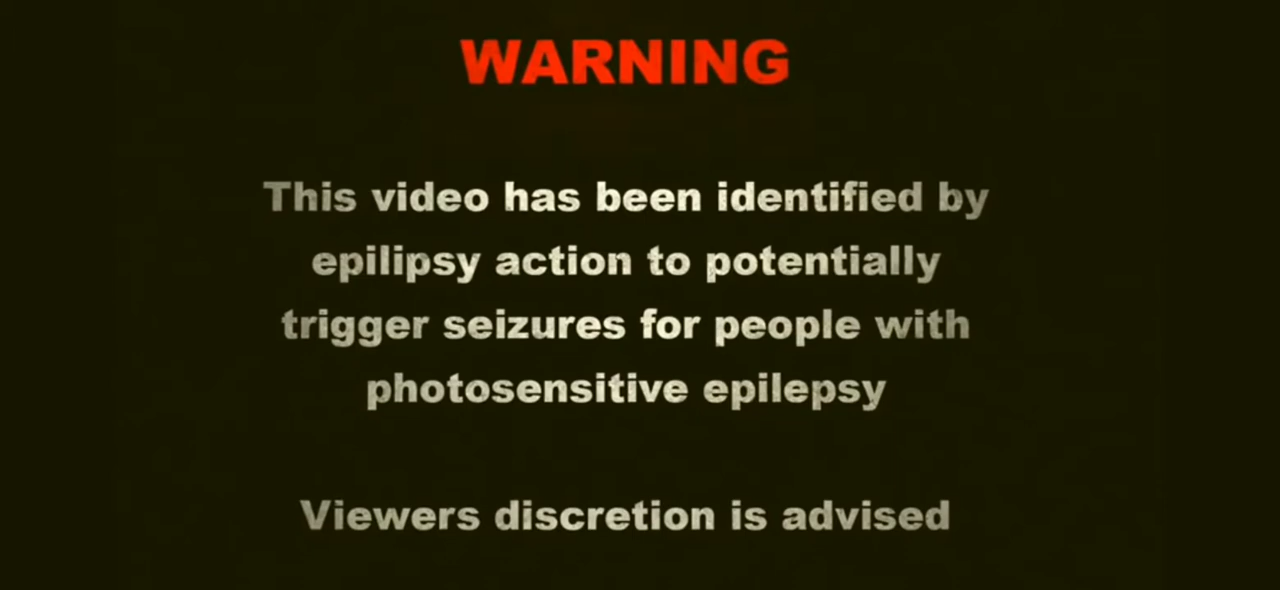 WARNING
This video has been identified by
epilipsy action to potentially
trigger seizures for people with
photosensitive epilepsy
Viewers discretion is advised